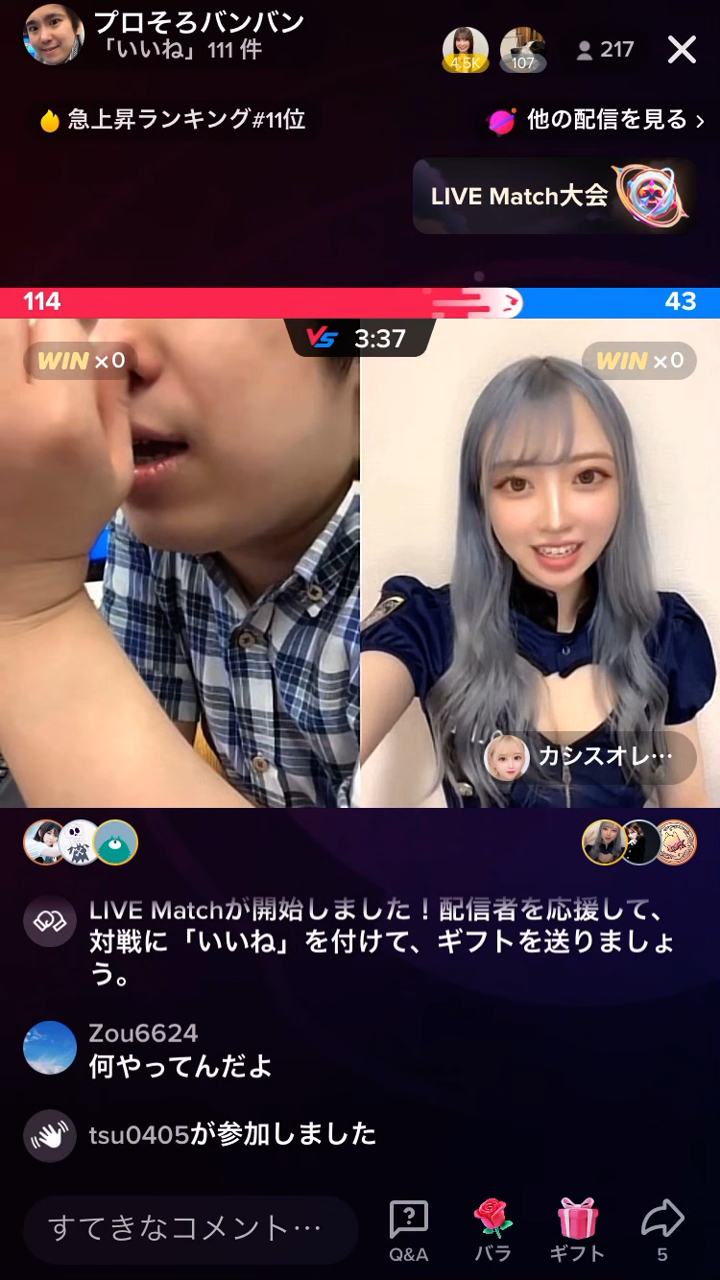 プロそろバンバン
「いいね」111 件
4.5K
107
217
急上昇ランキング#11位
他の配信を見る
LIVE Match大会
114
43
VS 3:37
WIN ×0
WIN ×0
カシスオレ…
LIVE Matchが開始しました！配信者を応援して、
対戦に「いいね」を付けて、ギフトを送りましょ
う。
Zou6624
何やってんだよ
tsu0405が参加しました
すてきなコメント…
Q&A
バラ
ギフト
5